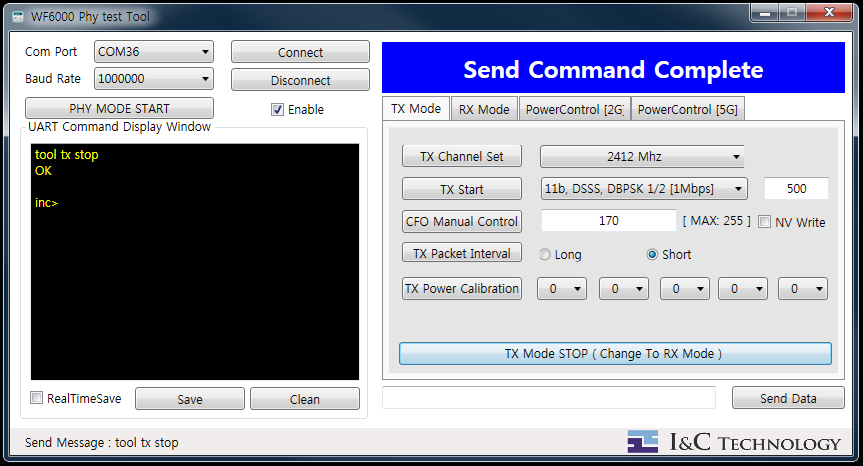 WF6000 Phy test Tool
Com Port COM36 Connect
Baud Rate 1000000 Disconnect
PHY MODE START Enable
UART Command Display Window
tool tx stop
OK
inc>
RealTimeSave Save Clean
Send Command Complete
TX Mode RX Mode PowerControl [2G] PowerControl [5G]
TX Channel Set 2412 Mhz
TX Start 11b, DSSS, DBPSK 1/2 [1Mbps] 500
CFO Manual Control 170 [ MAX: 255 ] NV Write
TX Packet Interval Long Short
TX Power Calibration 0 0 0 0 0
TX Mode STOP ( Change To RX Mode )
Send Data
Send Message : tool tx stop
I&C TECHNOLOGY